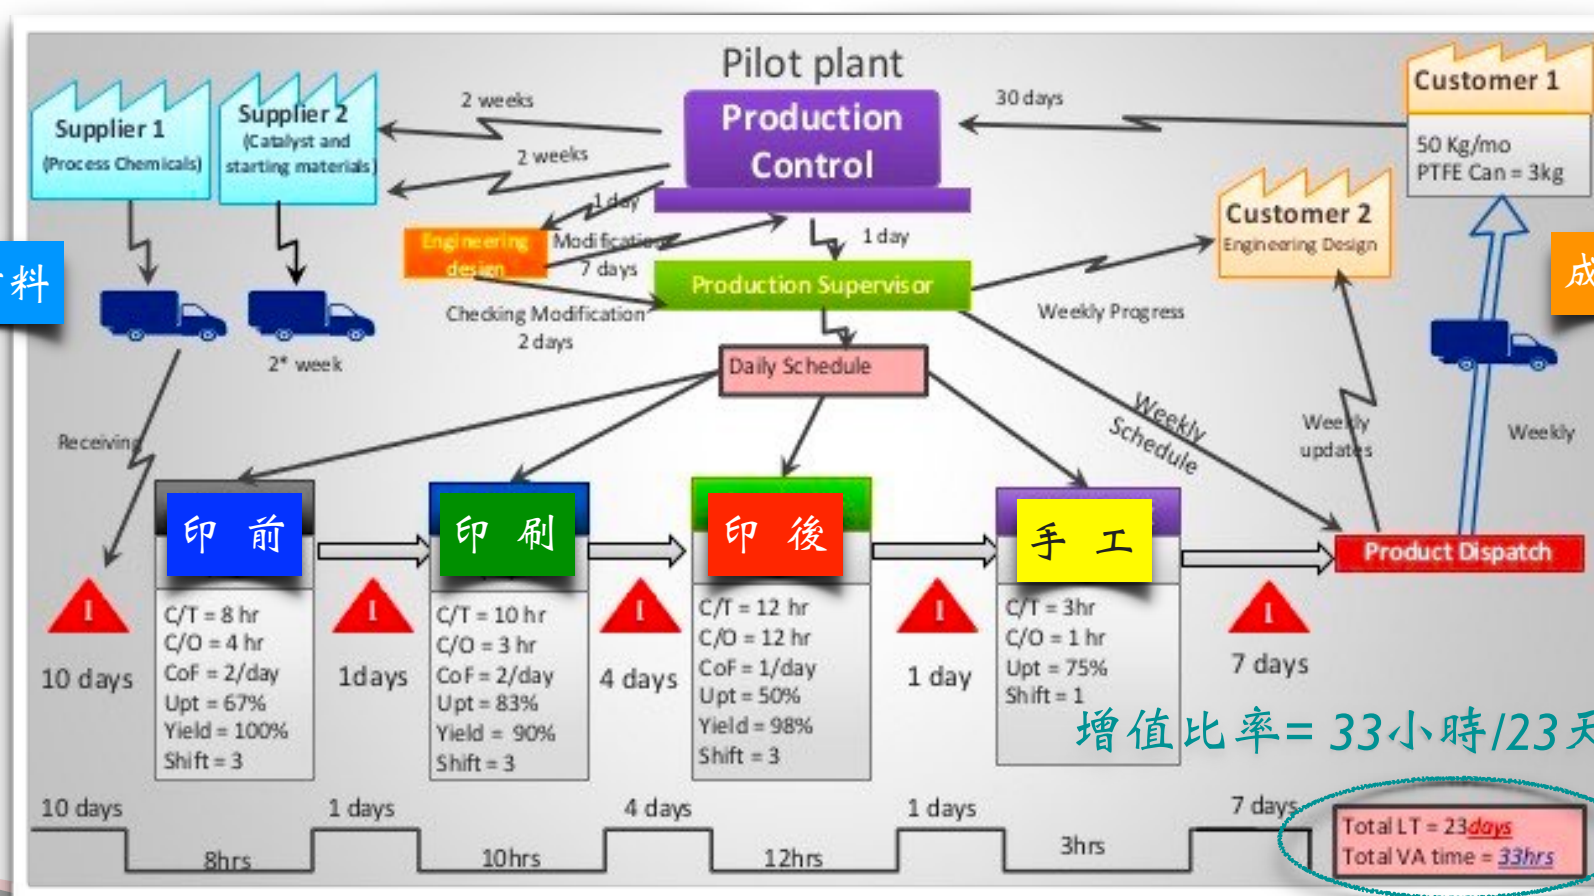 Pilot plant
Production
Control
Supplier 1
(Process Chemicals)
Supplier 2
(Catalyst and
starting materials)
2 weeks
2 weeks
30 days
Customer 1
50 Kg/mo
PTFE Can = 3kg
Customer 2
Engineering Design
1 day
Engineering
design
Modification
7 days
1 day
Production Supervisor
Checking Modification
2 days
Weekly Progress
料
成
2* week
Daily Schedule
Receiving
Weekly
Schedule
Weekly
updates
Weekly
印 前
印 刷
印 後
手 工
Product Dispatch
I
I
I
I
I
10 days
1days
4 days
1 day
7 days
C/T = 8 hr
C/O = 4 hr
CoF = 2/day
Upt = 67%
Yield = 100%
Shift = 3
C/T = 10 hr
C/O = 3 hr
CoF = 2/day
Upt = 83%
Yield = 90%
Shift = 3
C/T = 12 hr
C/O = 12 hr
CoF = 1/day
Upt = 50%
Yield = 98%
Shift = 3
C/T = 3hr
C/O = 1 hr
Upt = 75%
Shift = 1
增值比率= 33小時/23天
10 days
1 days
4 days
1 days
7 days
8hrs
10hrs
12hrs
3hrs
Total LT = 23days
Total VA time = 33hrs